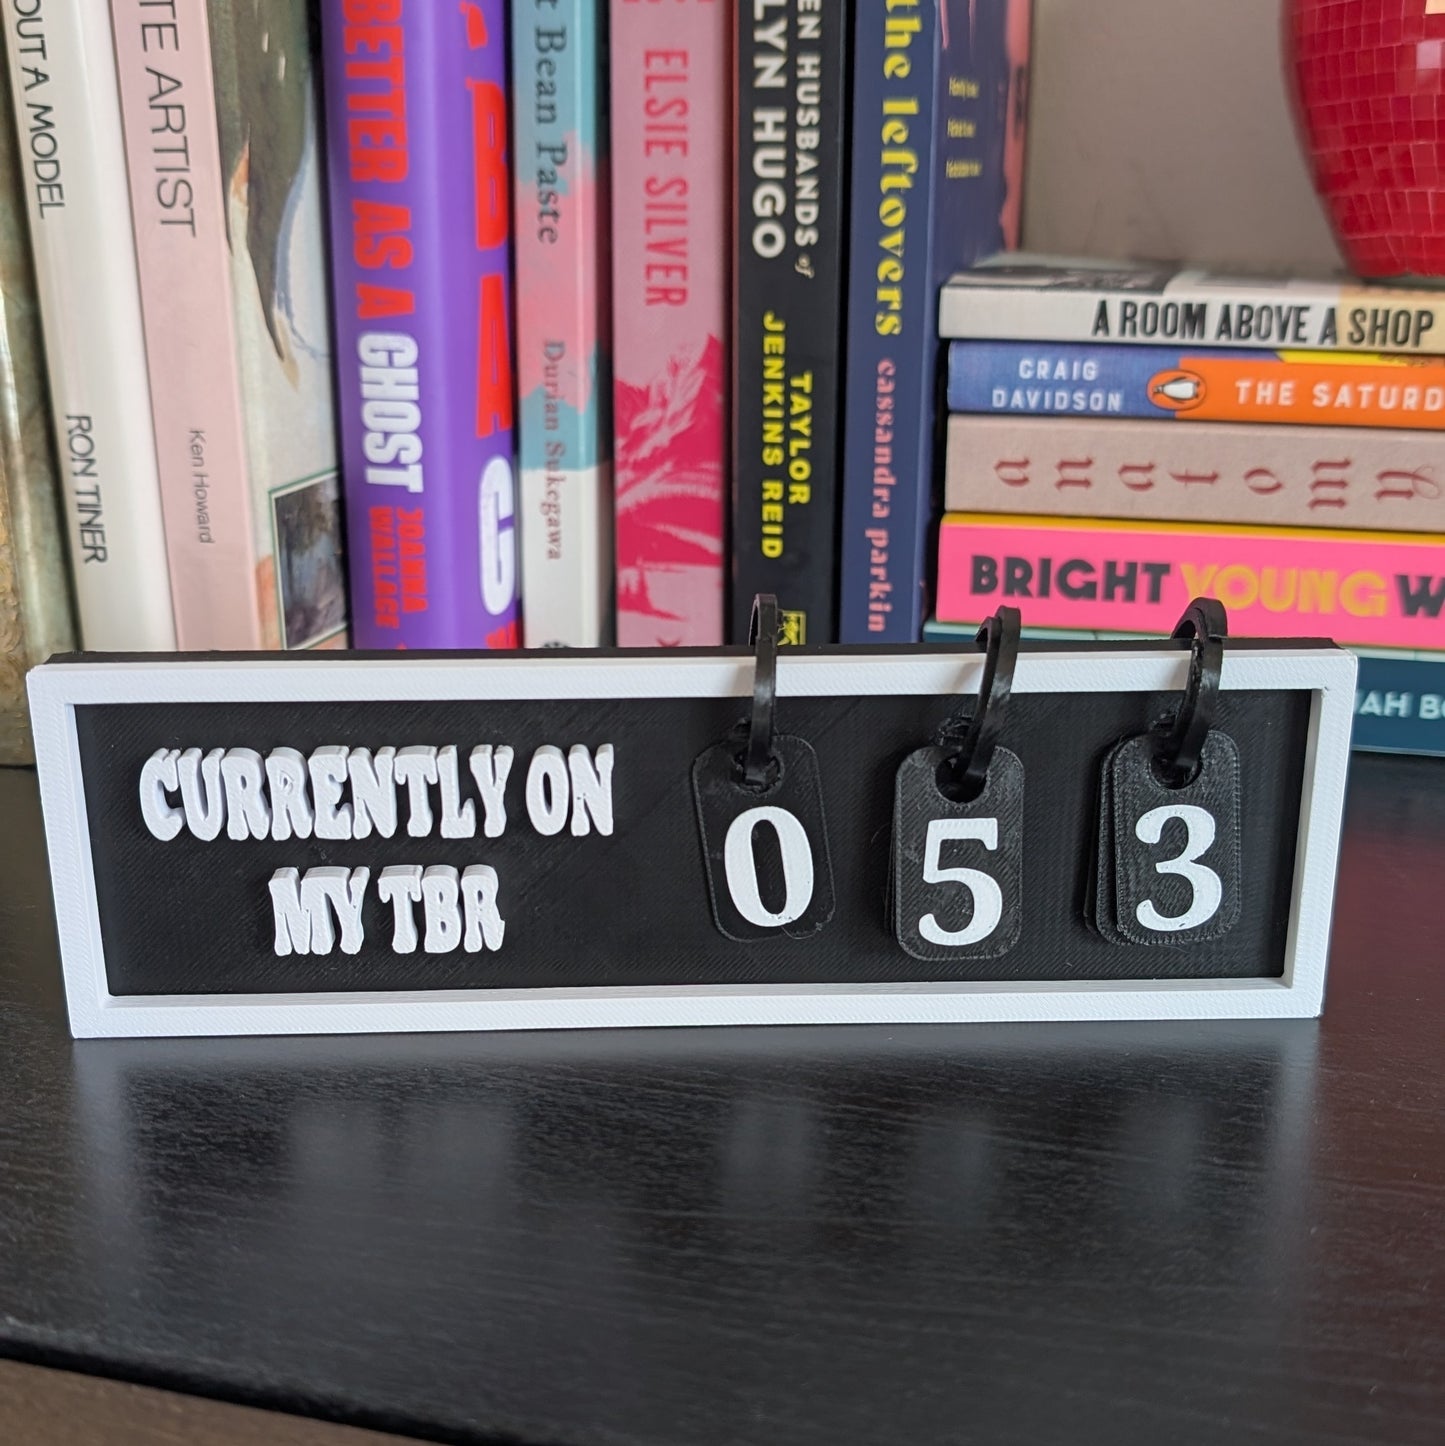 OUT A MODEL
RON TINER
TE ARTIST
Ken Howard
BETTER AS A GHOST
JOANNA
WALLACE
t Bean Paste
Durian Sukegawa
ELSIE SILVER
EN HUSBANDS of
LYN HUGO
TAYLOR
JENKINS REID
the leftovers
cassandra parkin
A ROOM ABOVE A SHOP
CRAIG
DAVIDSON
THE SATURD
BRIGHT YOUNG W
AH BO
CURRENTLY ON
MY TBR
0 5 3